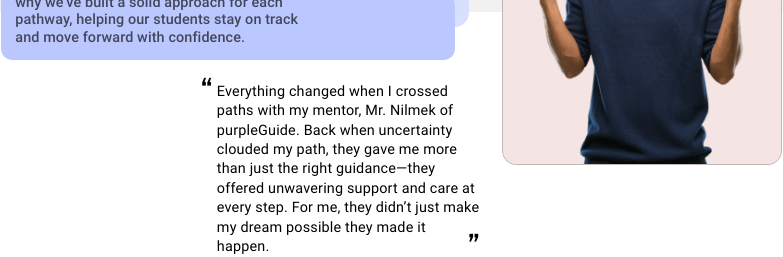 why we've built a solid approach for each
pathway, helping our students stay on track
and move forward with confidence.
“ Everything changed when I crossed
paths with my mentor, Mr. Nilmek of
purpleGuide. Back when uncertainty
clouded my path, they gave me more
than just the right guidance—they
offered unwavering support and care at
every step. For me, they didn’t just make
my dream possible they made it
happen. ”